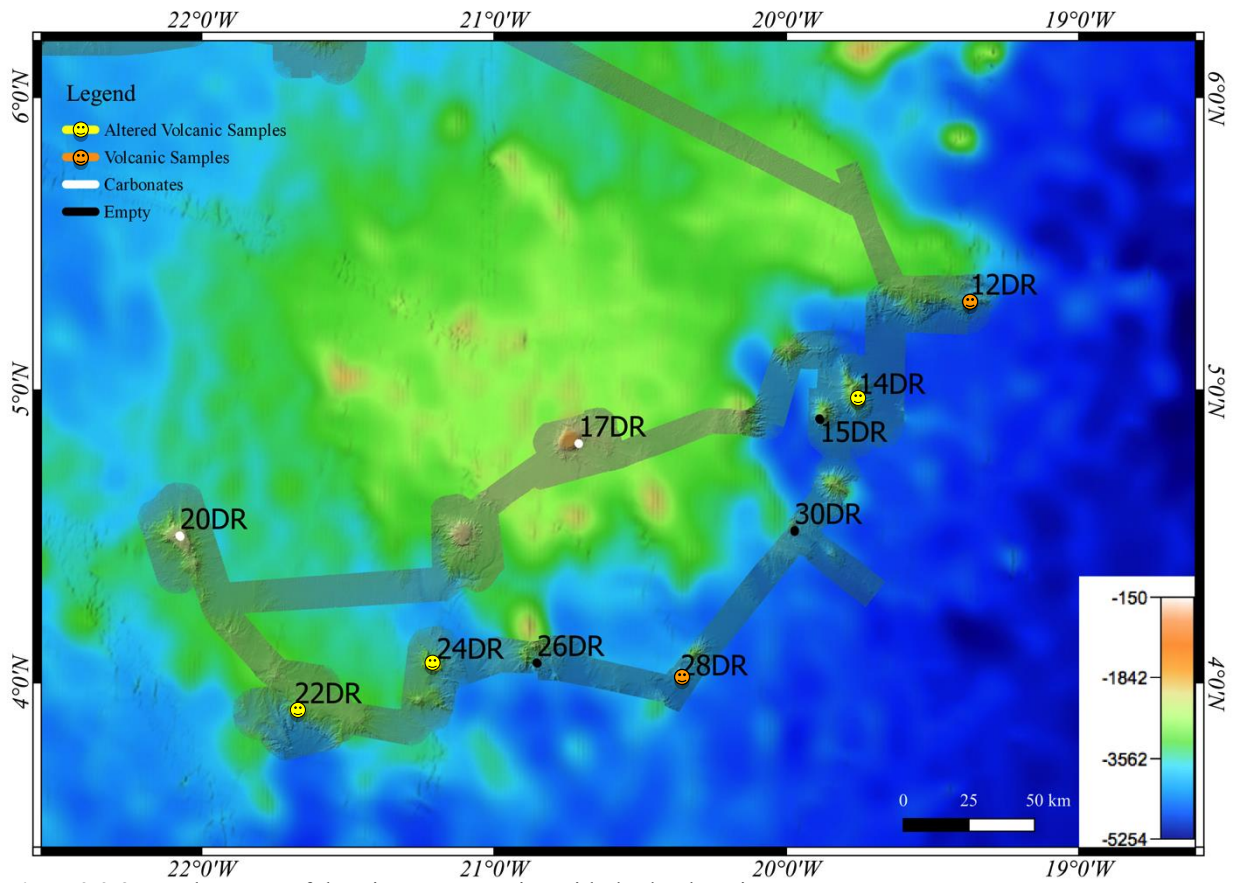 22°0'W 21°0'W 20°0'W 19°0'W
6°0'N 6°0'N
Legend
Altered Volcanic Samples
Volcanic Samples
Carbonates
Empty
12DR
5°0'N 5°0'N
14DR
15DR
17DR
20DR
30DR
-150
24DR
26DR
28DR
-1842
4°0'N 4°0'N
22DR
-3562
0 25 50 km
-5254
22°0'W 21°0'W 20°0'W 19°0'W